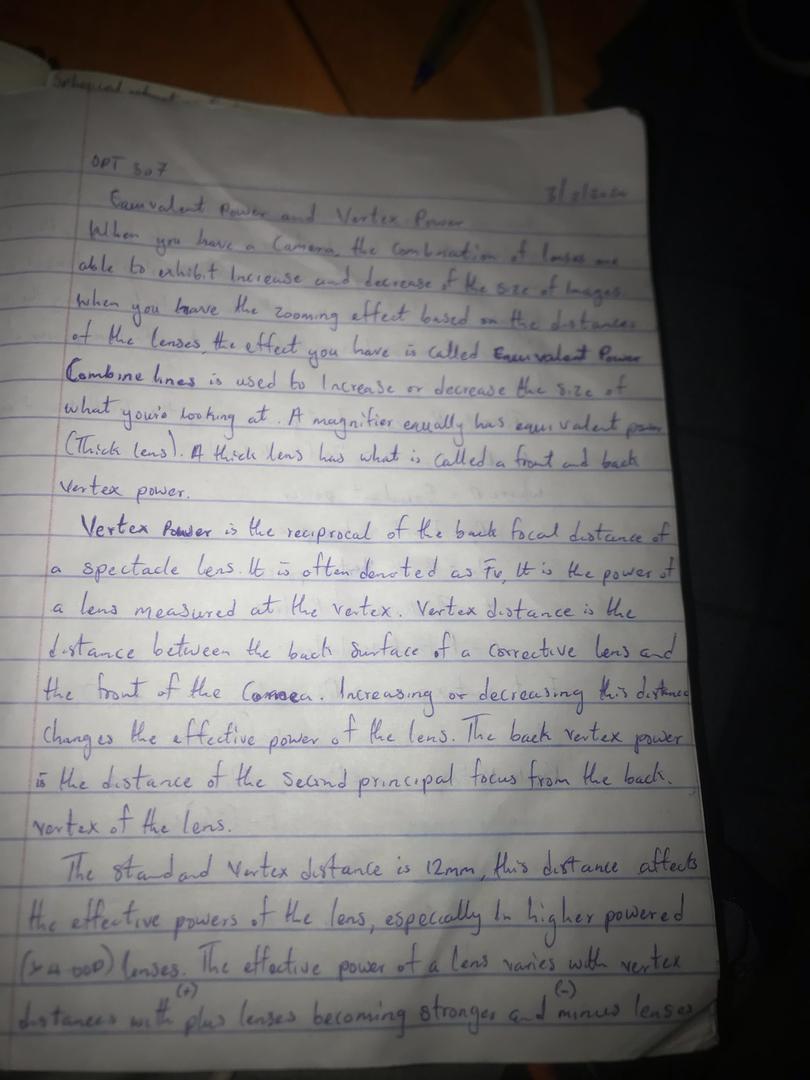 Spherical
OPT 307
3/2/2020
Equivalent Power and Vertex Power
When you have a Camera, the combination of lenses are
able to exhibit Increase and decrease of the size of Images
When you have the zooming effect based on the distances
of the lenses, the effect you have is called Equivalent Power
Combine lines is used to Increase or decrease the size of
what you're looking at. A magnifier equally has equivalent power
(Thick lens). A thick lens has what is called a front and back
Vertex power.
Vertex Power is the reciprocal of the back focal distance of
a spectacle lens. It is often denoted as Fv, It is the power of
a lens measured at the vertex. Vertex distance is the
distance between the back surface of a corrective lens and
the front of the Cornea. Increasing or decreasing this distance
Changes the effective power of the lens. The back vertex power
is the distance of the Second principal focus from the back.
vertex of the lens.
The standard Vertex distance is 12mm, this distance affects
the effective powers of the lens, especially In higher powered
(>4.00D) lenses. The effective power of a lens varies with vertex
(+) (-)
distances with plus lenses becoming stronger and minus lenses